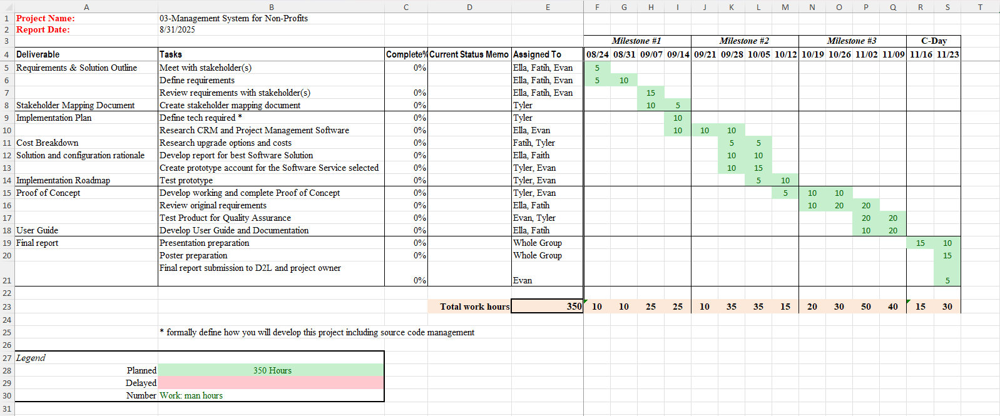 A B C D E F G H I J K L M N O P Q R S T
1 Project Name: 03-Management System for Non-Profits
2 Report Date: 8/31/2025
3 Milestone #1 Milestone #2 Milestone #3 C-Day
4 Deliverable Tasks Complete% Current Status Memo Assigned To 08/24 08/31 09/07 09/14 09/21 09/28 10/05 10/12 10/19 10/26 11/02 11/09 11/16 11/23
5 Requirements & Solution Outline Meet with stakeholder(s) 0% Ella, Fatih, Evan 5
6 Define requirements Ella, Fatih, Evan 5 10
7 Review requirements with stakeholder(s) 0% Ella, Fatih, Evan 15
8 Stakeholder Mapping Document Create stakeholder mapping document 0% Tyler 10 5
9 Implementation Plan Define tech required * 0% Tyler 10
10 Research CRM and Project Management Software 0% Ella, Evan 10 10 10
11 Cost Breakdown Research upgrade options and costs 0% Fatih, Tyler 5 5
12 Solution and configuration rationale Develop report for best Software Solution 0% Ella, Faith 10 10
13 Create prototype account for the Software Service selected 0% Tyler, Evan 10 15
14 Implementation Roadmap Test prototype 0% Tyler, Evan 5 10
15 Proof of Concept Develop working and complete Proof of Concept 0% Tyler, Evan 5 10 10
16 Review original requirements 0% Ella, Fatih 10 20 20
17 Test Product for Quality Assurance 0% Evan, Tyler 20 20
18 User Guide Develop User Guide and Documentation 0% Ella, Fatih 10 20
19 Final report Presentation preparation 0% Whole Group 15 10
20 Poster preparation 0% Whole Group 15
Final report submission to D2L and project owner
21 0% Evan 5
22
23 Total work hours 350 10 10 25 25 10 35 35 15 20 30 50 40 15 30
24
25 * formally define how you will develop this project including source code management
26
27 Legend
28 Planned 350 Hours
29 Delayed
30 Number Work: man hours
31